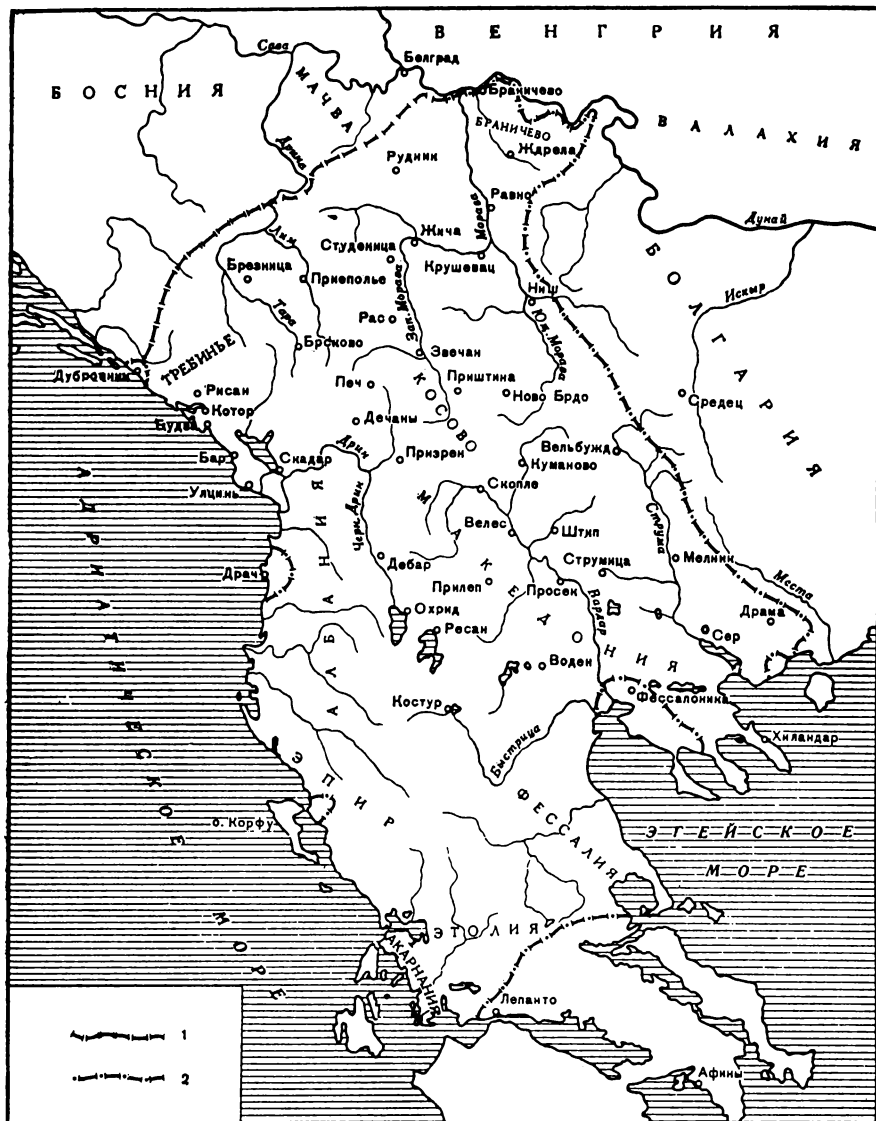 ВЕНГРИЯ
Сава
Белград
БОСНИЯ
МАЧВА
Браничево
БРАНИЧЕВО
ВАЛАХИЯ
Ждрела
Дрина
Рудник
Равно
Морава
Дунай
Лим
Жича
Студеница
Крушевац
БОЛГАРИЯ
Брезница
Приеполье
Зап. Морава
Ниш
Искыр
Тара
Рас
Юж. Морава
Брсково
Звечан
ТРЕБИНЬЕ
Дубровник
Печ
Приштина
Рисан
КОСОВО
Ново Брдо
Средец
Котор
Дечаны
Будва
Вельбужд
Бар
Скадар
Дрин
Призрен
Куманово
Улцинь
Скопле
АДРИАТИЧЕСКОЕ МОРЕ
АЛБАНИЯ
Черн. Дрин
МАКЕДОНИЯ
Велес
Штип
Струма
Дебар
Струмица
Мелник
Драч
Прилеп
Просек
Места
Охрид
Вардар
Драма
Ресан
Сер
Воден
Костур
Фессалоника
Быстрица
Хиландар
ЭПИР
ФЕССАЛИЯ
о. Корфу
ЭГЕЙСКОЕ
МОРЕ
ЭТОЛИЯ
АКАРНАНИЯ
Лепанто
1
2
Афины